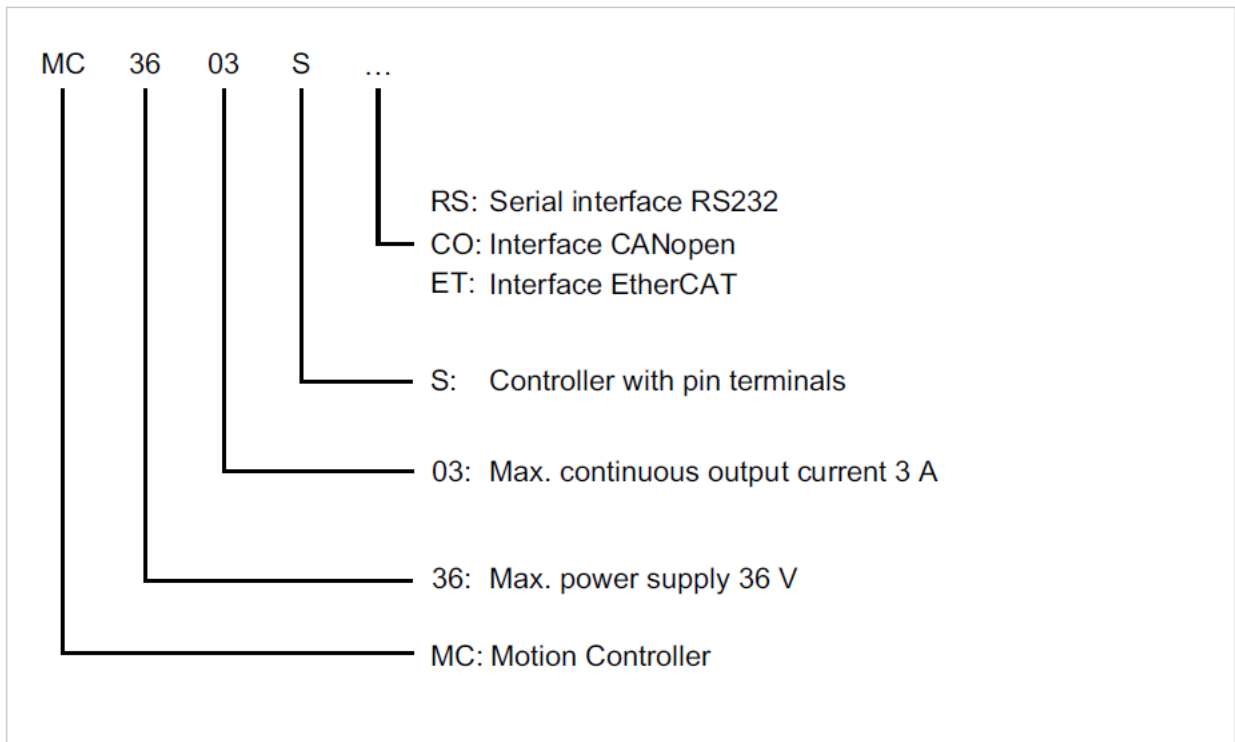 MC 36 03 S ...
RS: Serial interface RS232
CO: Interface CANopen
ET: Interface EtherCAT
S: Controller with pin terminals
03: Max. continuous output current 3 A
36: Max. power supply 36 V
MC: Motion Controller